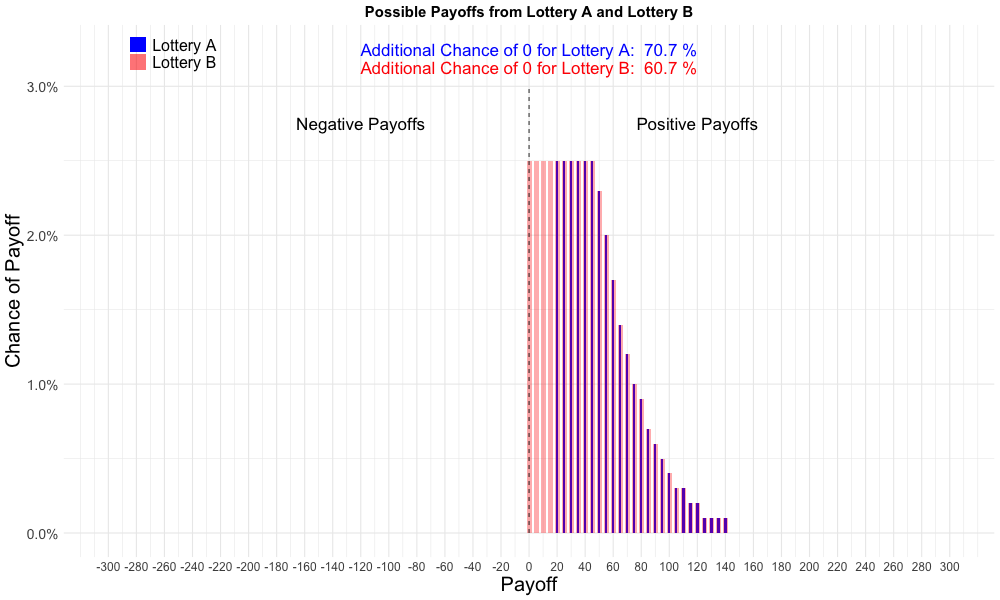 Possible Payoffs from Lottery A and Lottery B
Lottery A
Lottery B
Additional Chance of 0 for Lottery A:  70.7 %
Additional Chance of 0 for Lottery B:  60.7 %
3.0%
Negative Payoffs
Positive Payoffs
2.0%
Chance of Payoff
1.0%
0.0%
-300 -280 -260 -240 -220 -200 -180 -160 -140 -120 -100 -80 -60 -40 -20 0 20 40 60 80 100 120 140 160 180 200 220 240 260 280 300
Payoff